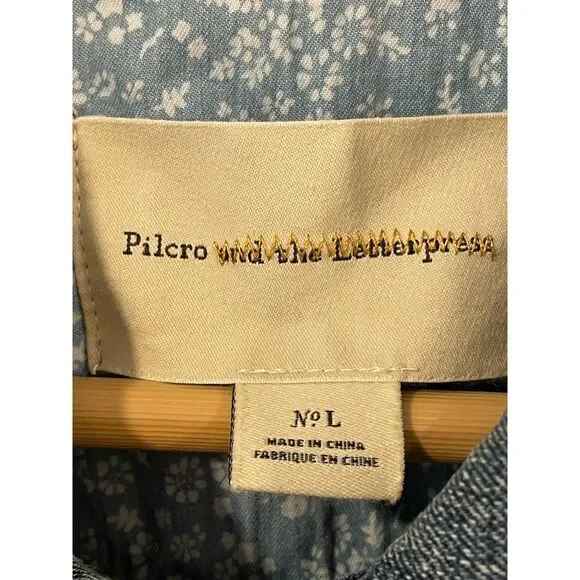 Pilcro and the Letterpress
Nº L
MADE IN CHINA
FABRIQUE EN CHINE